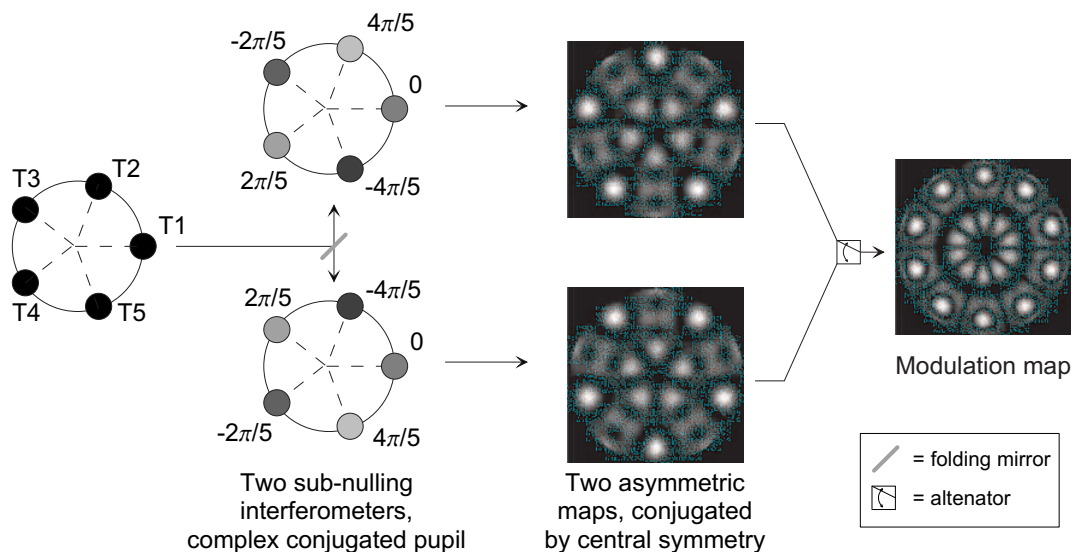 4π/5
-2π/5
0
2π/5
-4π/5
T3
T2
T1
T4
T5
-4π/5
2π/5
0
-2π/5
4π/5
Modulation map
Two sub-nulling
interferometers,
complex conjugated pupil
Two asymmetric
maps, conjugated
by central symmetry
= folding mirror
= altenator